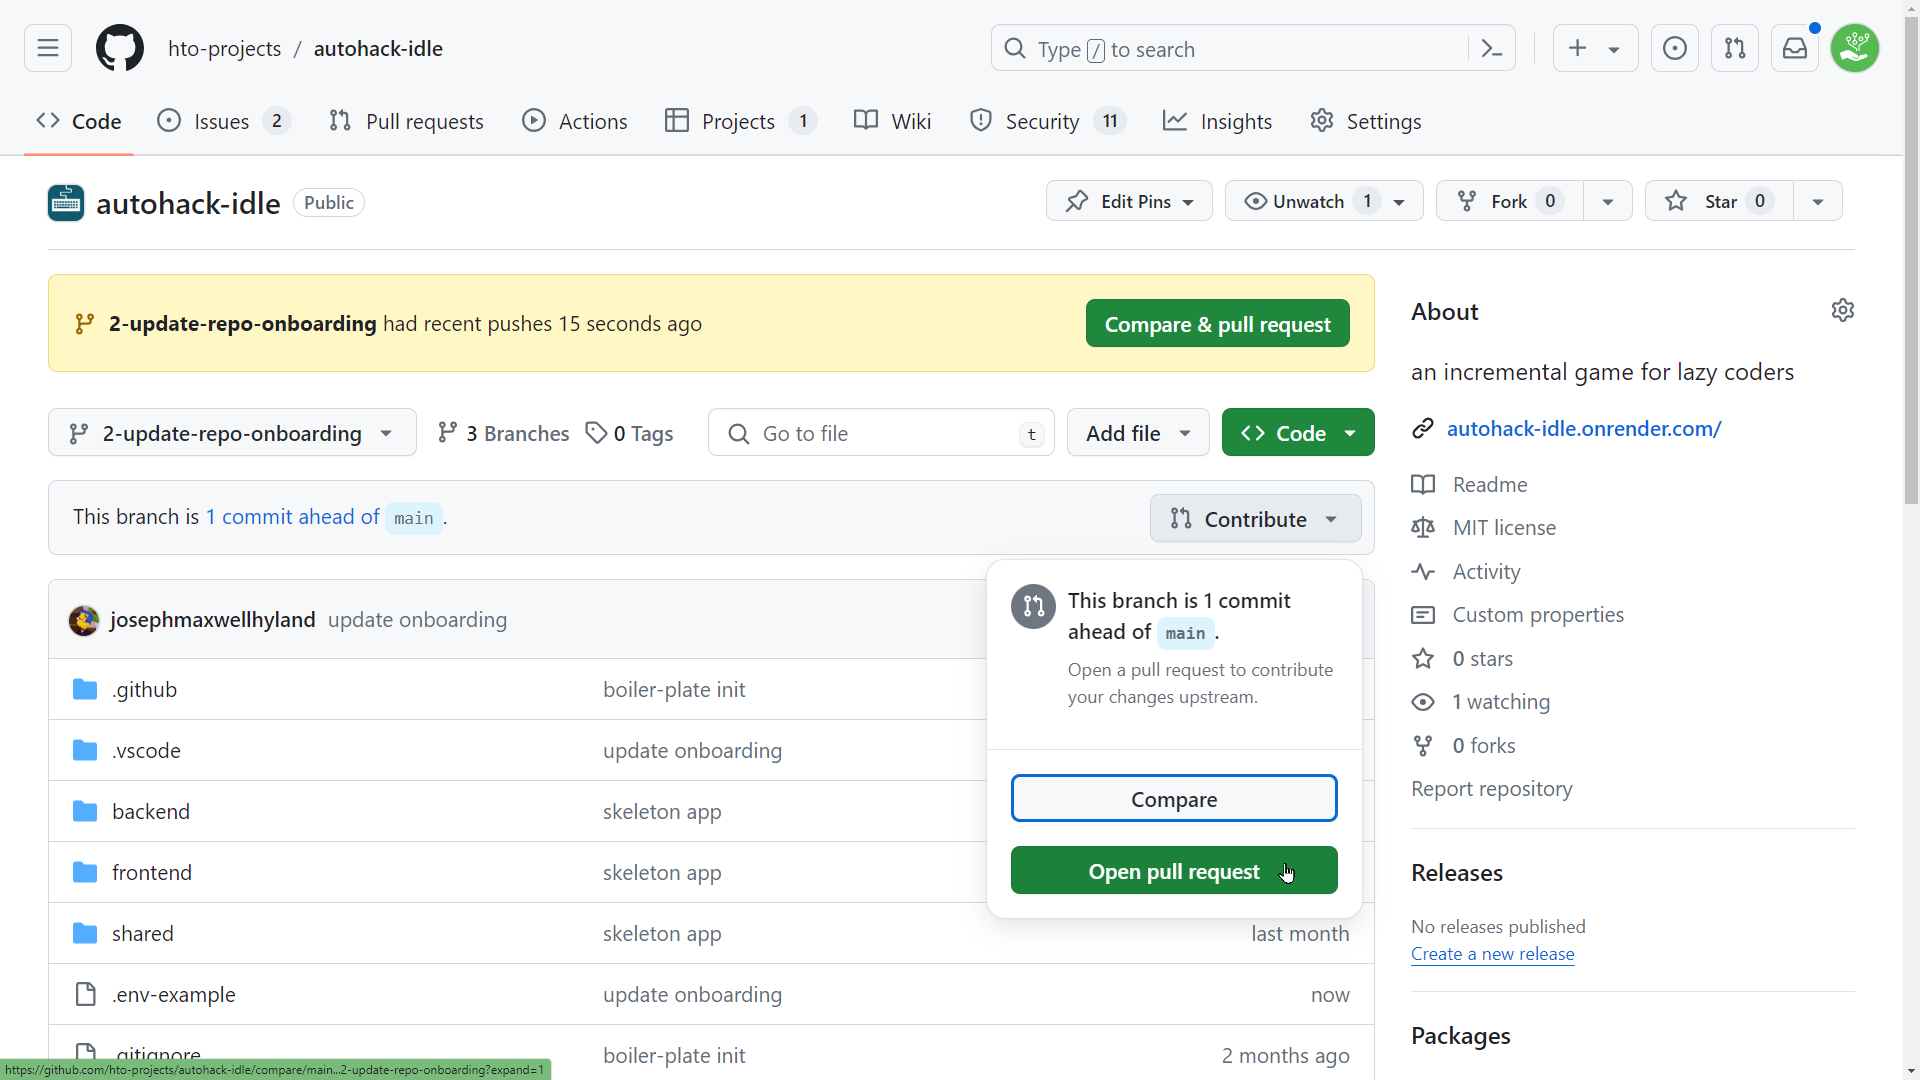 hto-projects / autohack-idle
Type / to search
Code
Issues 2
Pull requests
Actions
Projects 1
Wiki
Security 11
Insights
Settings
autohack-idle Public
Edit Pins
Unwatch 1
Fork 0
Star 0
2-update-repo-onboarding had recent pushes 15 seconds ago
Compare & pull request
2-update-repo-onboarding
3 Branches
0 Tags
Go to file t
Add file
Code
This branch is 1 commit ahead of main .
Contribute
This branch is 1 commit
ahead of main .
Open a pull request to contribute
your changes upstream.
Compare
Open pull request
josephmaxwellhyland update onboarding
.github boiler-plate init
.vscode update onboarding
backend skeleton app
frontend skeleton app
shared skeleton app last month
.env-example update onboarding now
.gitignore boiler-plate init 2 months ago
About
an incremental game for lazy coders
autohack-idle.onrender.com/
Readme
MIT license
Activity
Custom properties
0 stars
1 watching
0 forks
Report repository
Releases
No releases published
Create a new release
Packages
https://github.com/hto-projects/autohack-idle/compare/main...2-update-repo-onboarding?expand=1